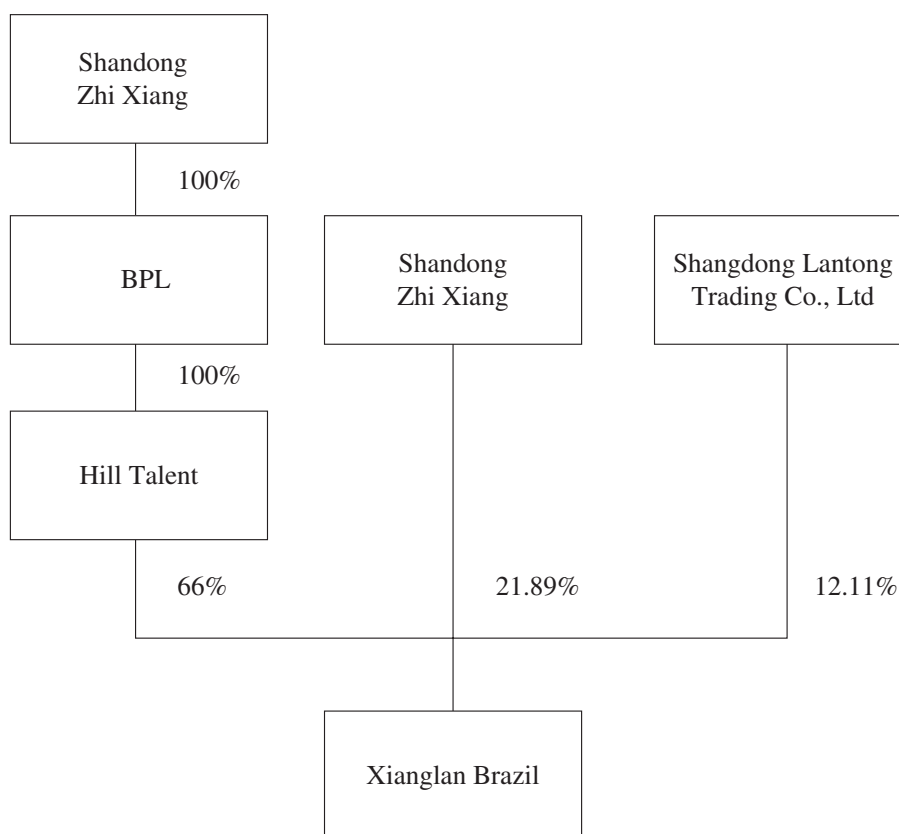 Shandong
Zhi Xiang
100%
BPL
Shandong
Zhi Xiang
Shangdong Lantong
Trading Co., Ltd
100%
Hill Talent
66%
21.89%
12.11%
Xianglan Brazil